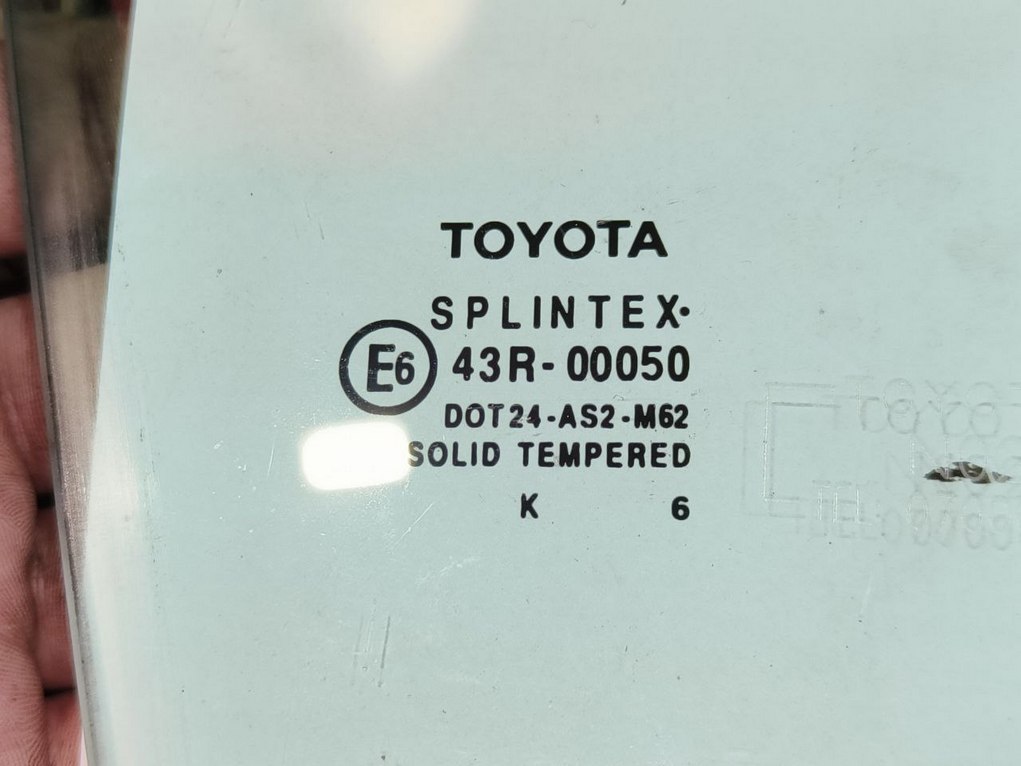 TOYOTA
SPLINTEX·
E6 43R-00050
DOT24-AS2-M62
SOLID TEMPERED
K 6